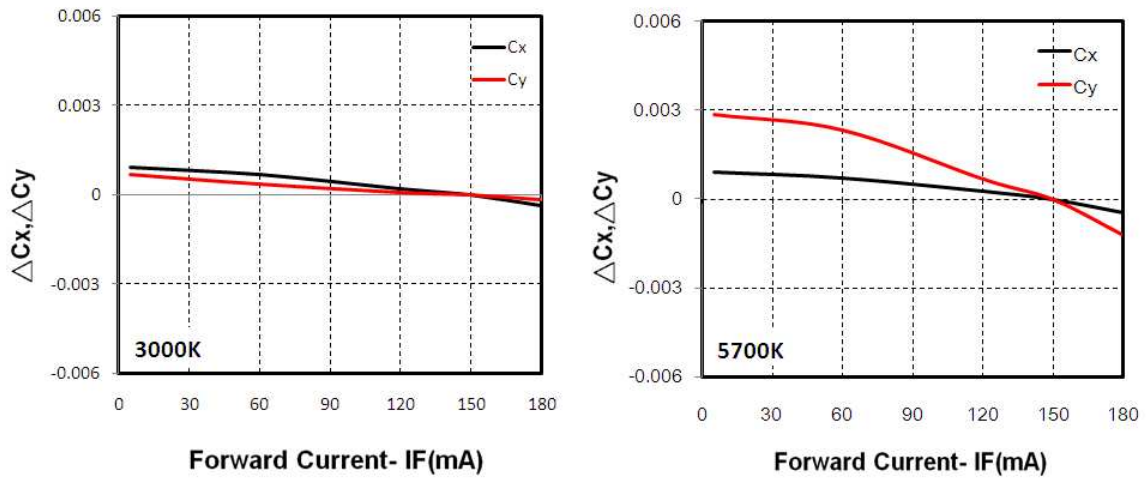 0.006
0.003
0
-0.003
-0.006
△Cx,△Cy
Cx
Cy
3000K
0 30 60 90 120 150 180
Forward Current- IF(mA)
0.006
0.003
0
-0.003
-0.006
△Cx,△Cy
Cx
Cy
5700K
0 30 60 90 120 150 180
Forward Current- IF(mA)